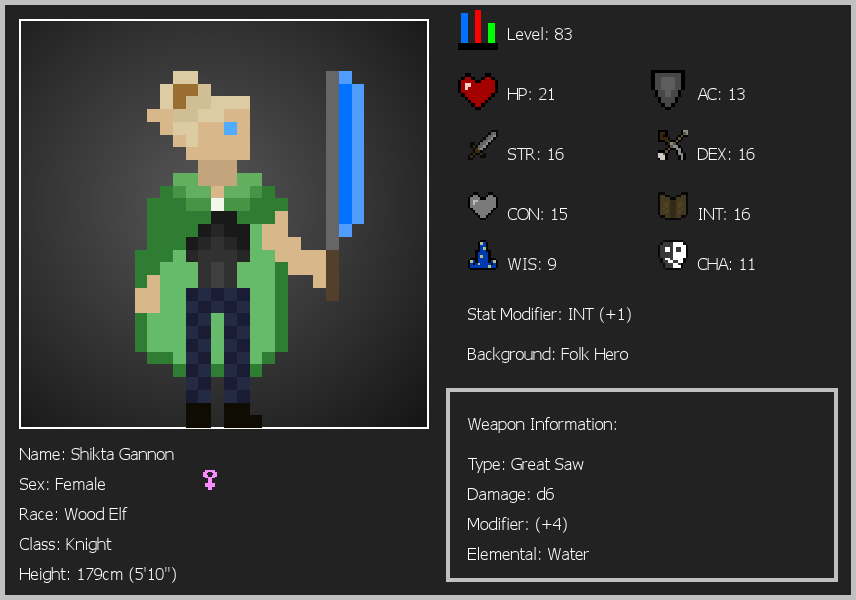 Level: 83
HP: 21
AC: 13
STR: 16
DEX: 16
CON: 15
INT: 16
WIS: 9
CHA: 11
Stat Modifier: INT (+1)
Background: Folk Hero
Weapon Information:
Type: Great Saw
Damage: d6
Modifier: (+4)
Elemental: Water
Name: Shikta Gannon
Sex: Female
Race: Wood Elf
Class: Knight
Height: 179cm (5'10")